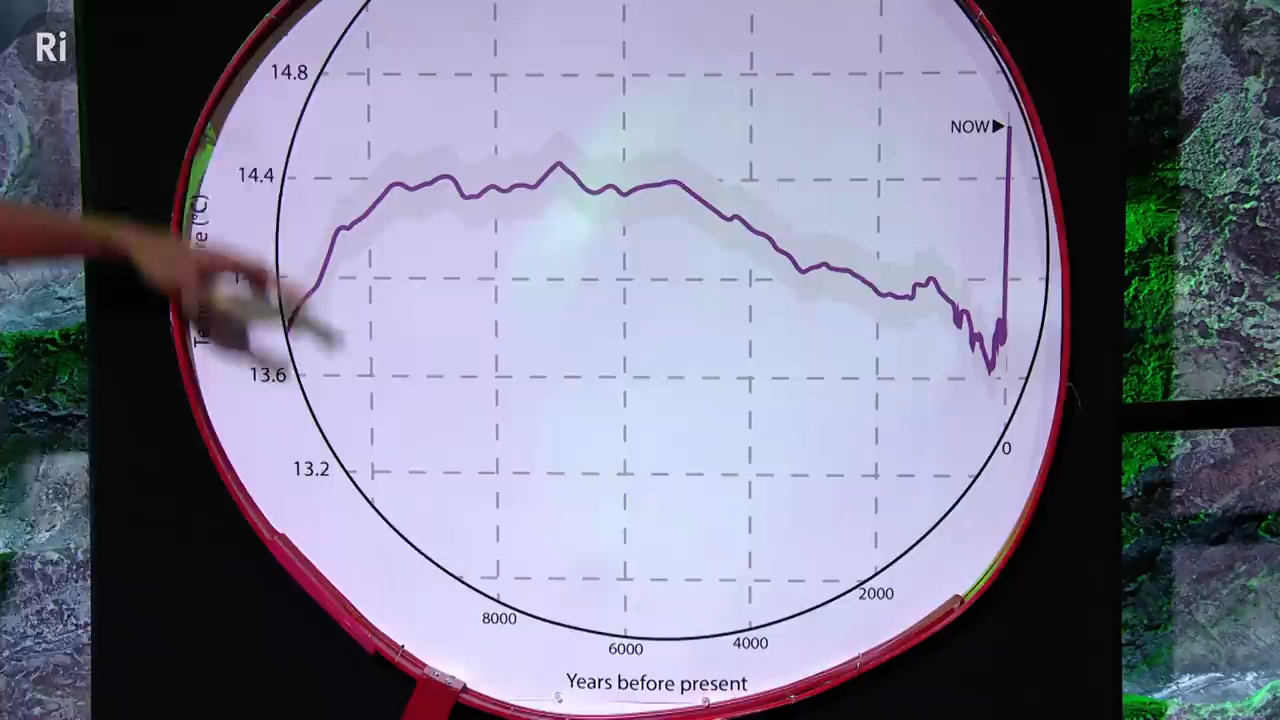 Ri
14.8
NOW
14.4
13.6
13.2
0
8000
2000
6000
4000
Years before present
(°C)